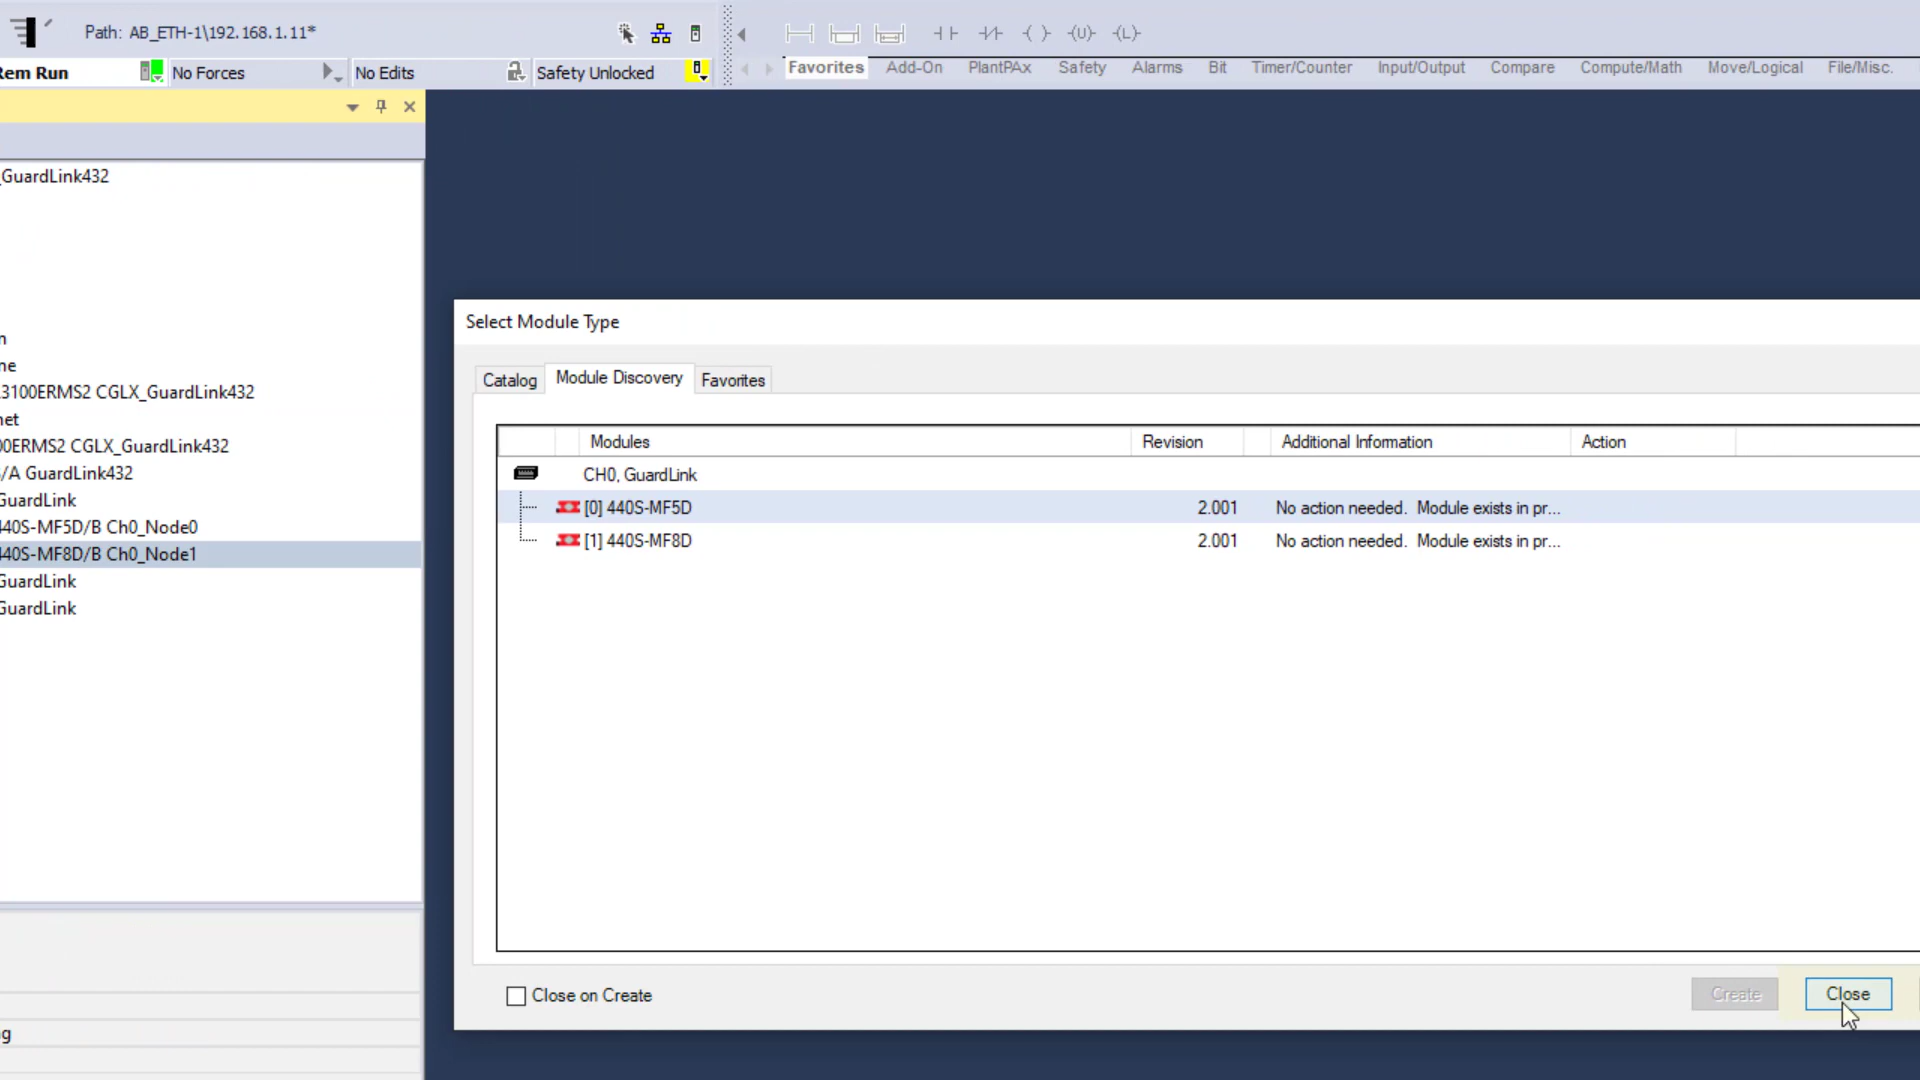 Path: AB_ETH-1\192.168.1.11*
Rem Run
No Forces
No Edits
Safety Unlocked
Favorites Add-On PlantPAx Safety Alarms Bit Timer/Counter Input/Output Compare Compute/Math Move/Logical File/Misc.
_GuardLink432
n
ne
3100ERMS2 CGLX_GuardLink432
net
00ERMS2 CGLX_GuardLink432
/A GuardLink432
GuardLink
440S-MF5D/B Ch0_Node0
440S-MF8D/B Ch0_Node1
GuardLink
GuardLink
g
Select Module Type
Catalog Module Discovery Favorites
Modules Revision Additional Information Action
CH0, GuardLink
[0] 440S-MF5D 2.001 No action needed. Module exists in pr...
[1] 440S-MF8D 2.001 No action needed. Module exists in pr...
Close on Create
Create
Close